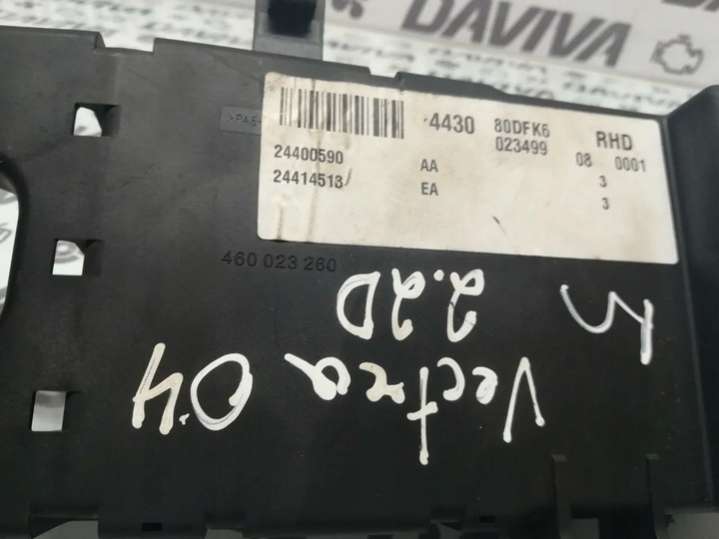 DAVIVA
>PA6-
4430 80DFK6 RHD
023499 08 0001
24400590 AA 3
24414513 EA 3
460 023 260
Vectra 04
2.2D